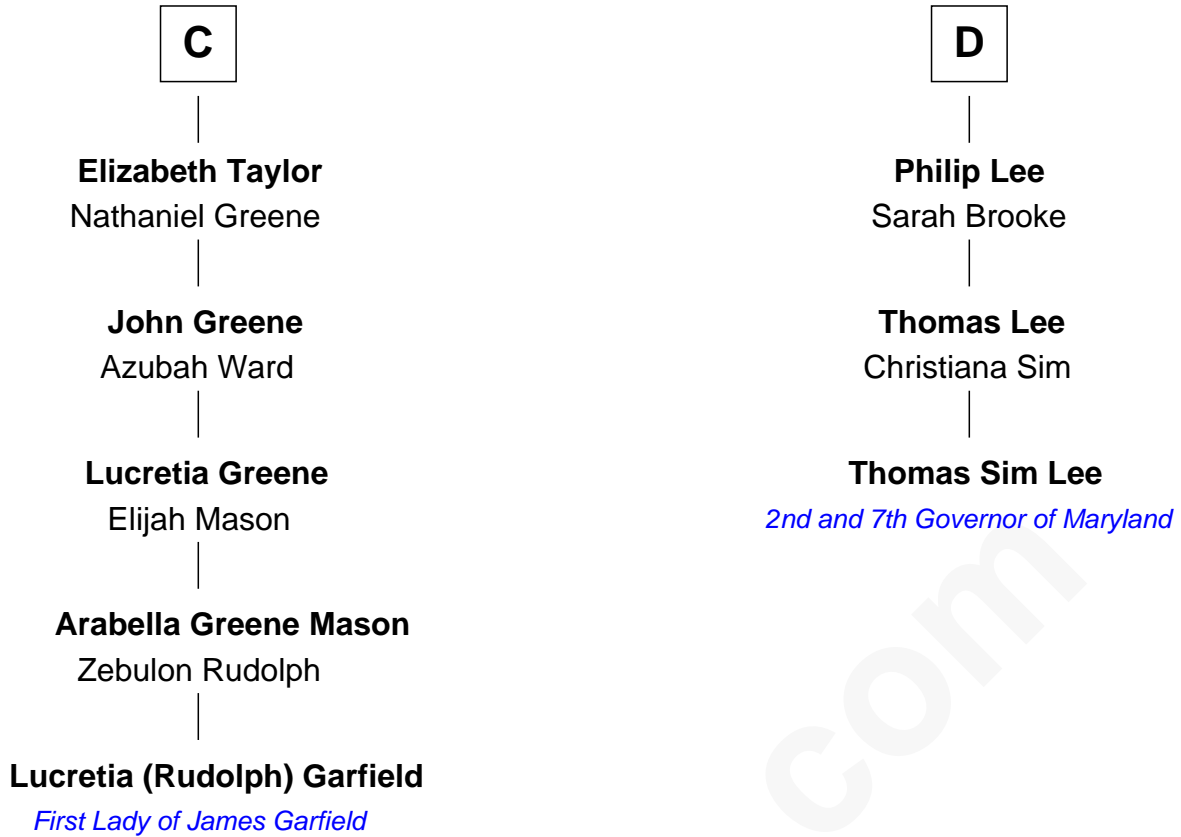 C
Elizabeth Taylor
Nathaniel Greene
John Greene
Azubah Ward
Lucretia Greene
Elijah Mason
Arabella Greene Mason
Zebulon Rudolph
Lucretia (Rudolph) Garfield
First Lady of James Garfield
D
Philip Lee
Sarah Brooke
Thomas Lee
Christiana Sim
Thomas Sim Lee
2nd and 7th Governor of Maryland
com